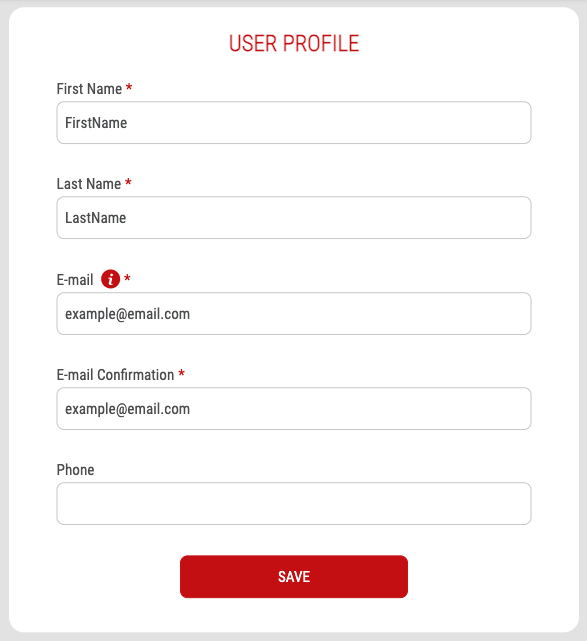 USER PROFILE
First Name *
FirstName
Last Name *
LastName
E-mail i *
example@email.com
E-mail Confirmation *
example@email.com
Phone
SAVE